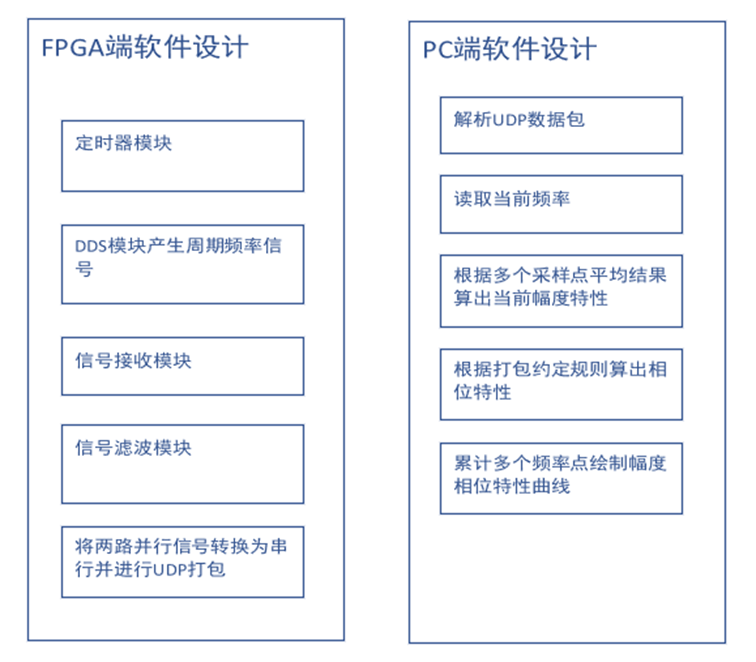 FPGA端软件设计
定时器模块
DDS模块产生周期频率信
号
信号接收模块
信号滤波模块
将两路并行信号转换为串
行并进行UDP打包
PC端软件设计
解析UDP数据包
读取当前频率
根据多个采样点平均结果
算出当前幅度特性
根据打包约定规则算出相
位特性
累计多个频率点绘制幅度
相位特性曲线